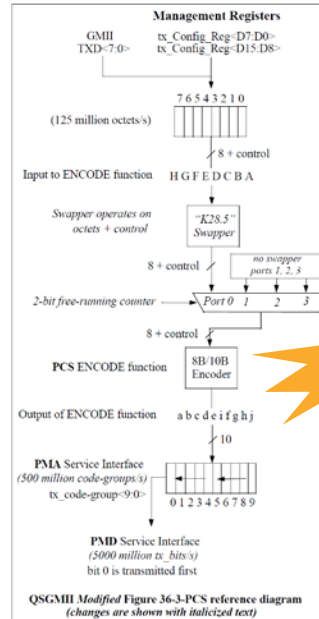 Management Registers
GMII tx_Config_Reg<D7:D0>
TXD<7:0> tx_Config_Reg<D15:D8>
7 6 5 4 3 2 1 0
(125 million octets/s)
8 + control
Input to ENCODE function H G F E D C B A
Swapper operates on
octets + control
"K28.5"
Swapper
no swapper
ports 1, 2, 3
8 + control
2-bit free-running counter
Port 0 1 2 3
8 + control
PCS ENCODE function
8B/10B
Encoder
Output of ENCODE function a b c d e i f g h j
10
PMA Service Interface
(500 million code-groups/s)
tx_code-group<9:0>
0 1 2 3 4 5 6 7 8 9
PMD Service Interface
(5000 million tx_bits/s)
bit 0 is transmitted first
QSGMII Modified Figure 36-3-PCS reference diagram
(changes are shown with italicized text)